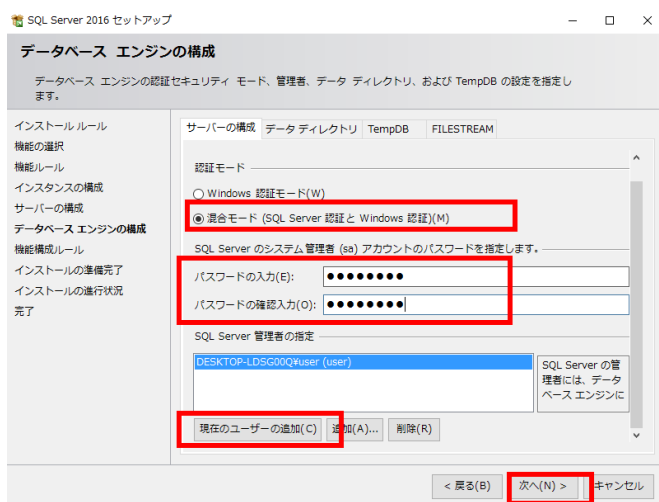 SQL Server 2016 セットアップ
データベース エンジンの構成
データベース エンジンの認証セキュリティ モード、管理者、データ ディレクトリ、および TempDB の設定を指定し
ます。
インストール ルール
機能の選択
機能ルール
インスタンスの構成
サーバーの構成
データベース エンジンの構成
機能構成ルール
インストールの準備完了
インストールの進行状況
完了
サーバーの構成 データ ディレクトリ TempDB FILESTREAM
認証モード
Windows 認証モード(W)
混合モード (SQL Server 認証と Windows 認証)(M)
SQL Server のシステム管理者 (sa) アカウントのパスワードを指定します。
パスワードの入力(E): ●●●●●●●●
パスワードの確認入力(O): ●●●●●●●●
SQL Server 管理者の指定
DESKTOP-LDSG00Q¥user (user)
SQL Server の管
理者には、データ
ベース エンジンに
現在のユーザーの追加(C) 追加(A)... 削除(R)
< 戻る(B) 次へ(N) > キャンセル